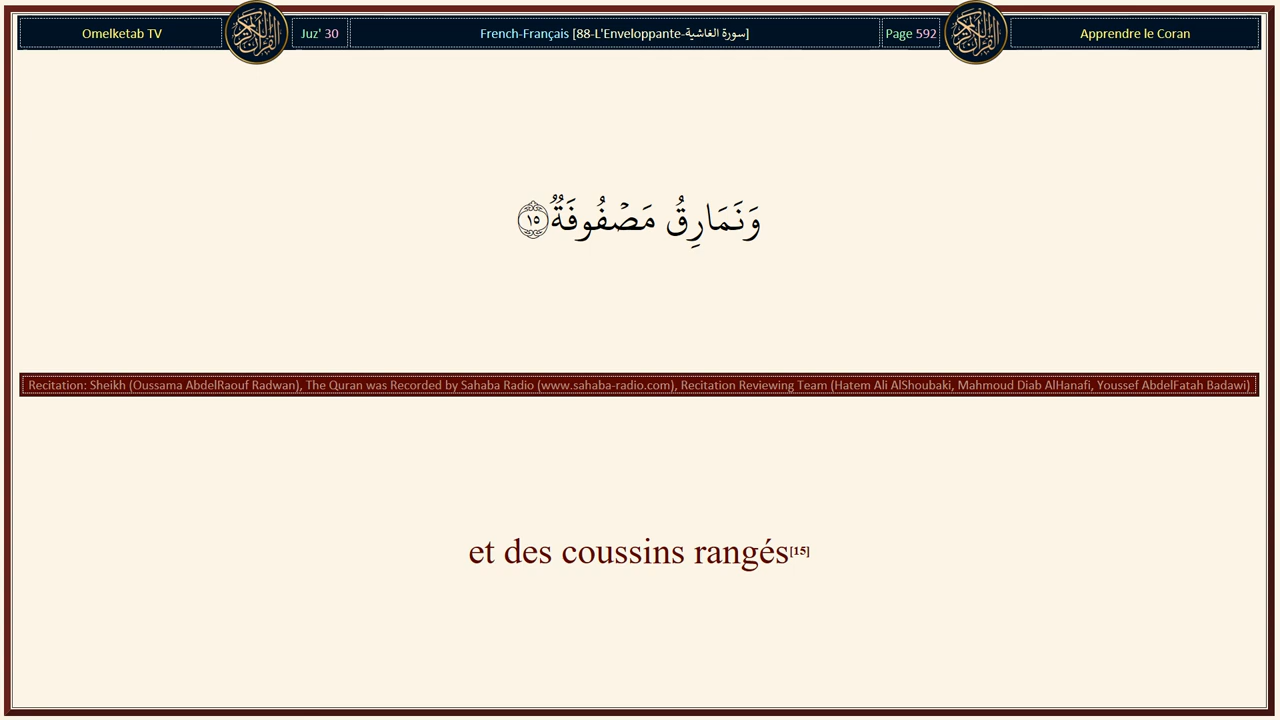 Omelketab TV
Juz' 30
French-Français [88-L'Enveloppante-سورة الغاشية]
Page 592
Apprendre le Coran
وَنَمَارِقُ مَصۡفُوفَةٞ ١٥
Recitation: Sheikh (Oussama AbdelRaouf Radwan), The Quran was Recorded by Sahaba Radio (www.sahaba-radio.com), Recitation Reviewing Team (Hatem Ali AlShoubaki, Mahmoud Diab AlHanafi, Youssef AbdelFatah Badawi)
et des coussins rangés[15]